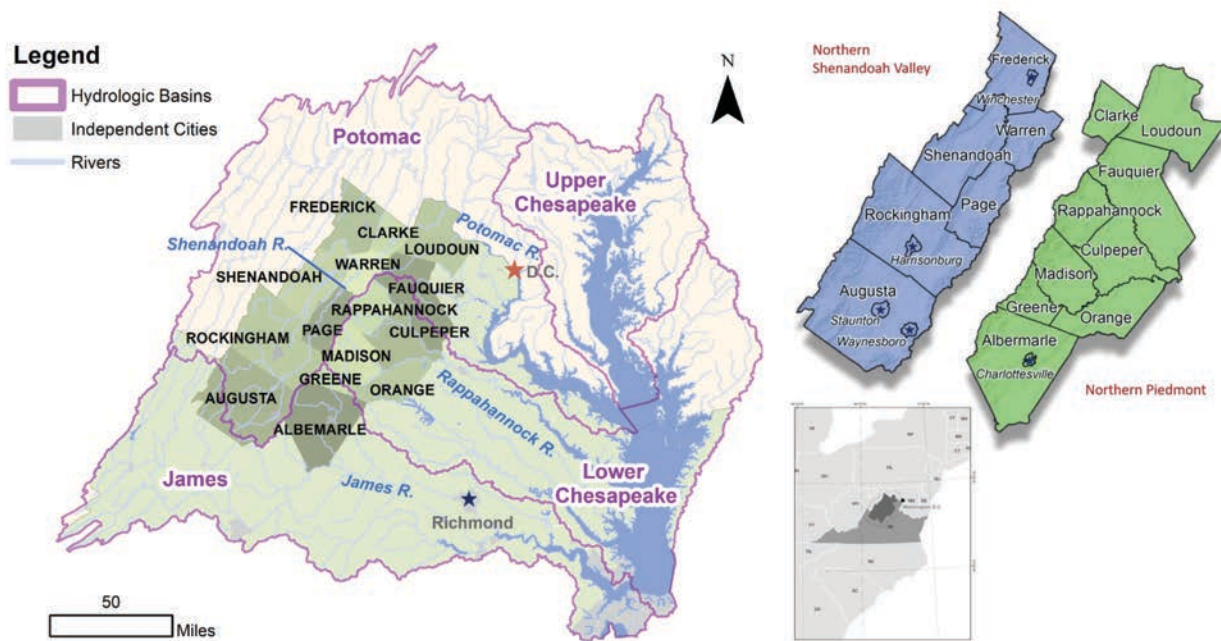 Legend
Hydrologic Basins
Independent Cities
Rivers
N
Potomac
Upper
Chesapeake
FREDERICK
CLARKE
Potomac R.
LOUDOUN
Shenandoah R.
WARREN
D.C.
SHENANDOAH
FAUQUIER
RAPPAHANNOCK
PAGE
CULPEPER
ROCKINGHAM
MADISON
GREENE
ORANGE
AUGUSTA
Rappahannock R.
ALBEMARLE
James
James R.
Lower
Chesapeake
Richmond
50
Miles
Northern
Shenandoah Valley
Frederick
Winchester
Warren
Shenandoah
Page
Rockingham
Harrisonburg
Augusta
Staunton
Waynesboro
Clarke
Loudoun
Fauquier
Rappahannock
Culpeper
Madison
Greene
Orange
Albermarle
Charlottesville
Northern Piedmont
Washington D.C.